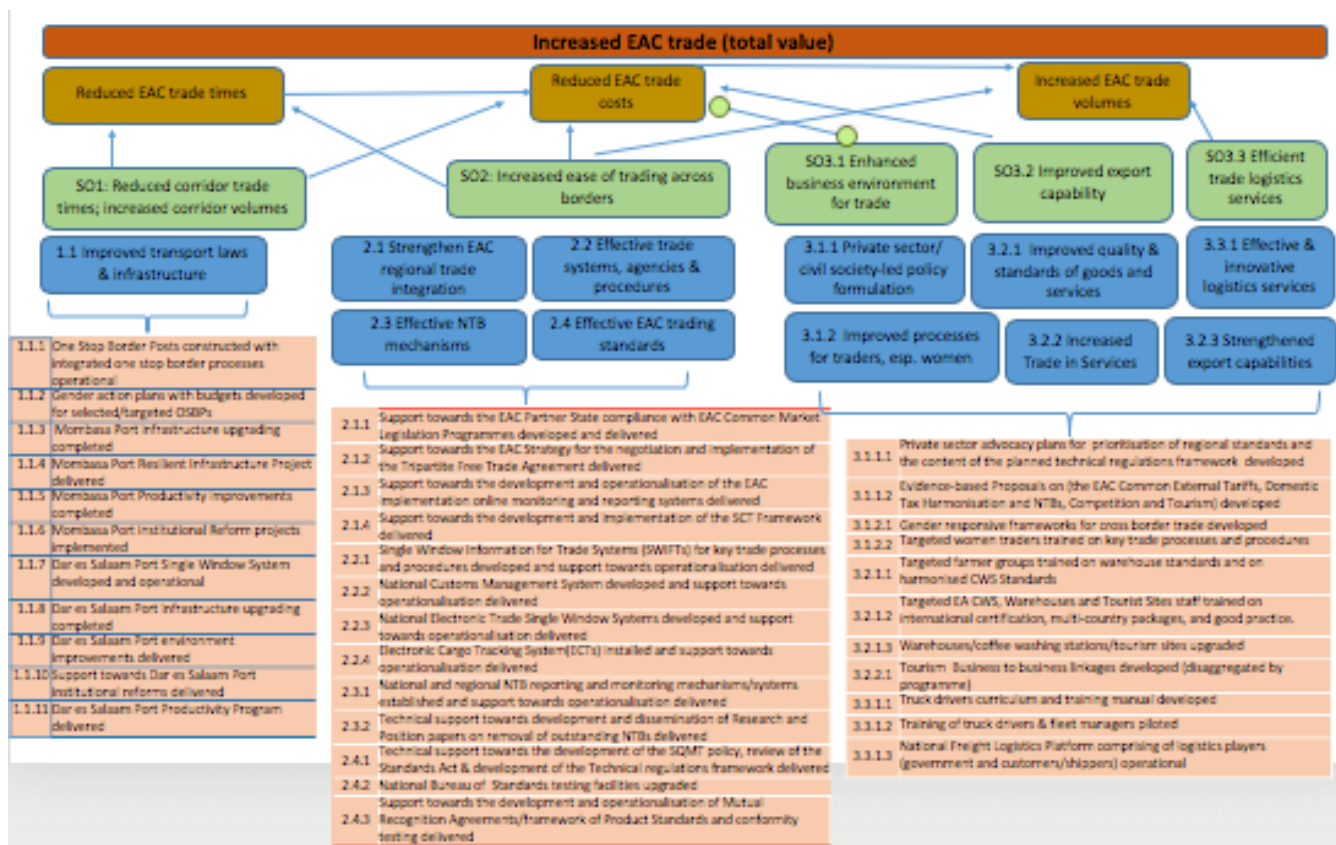 Increased EAC trade (total value)
Reduced EAC trade times
Reduced EAC trade
costs
Increased EAC trade
volumes
SO1: Reduced corridor trade
times; increased corridor volumes
SO2: Increased ease of trading across
borders
SO3.1 Enhanced
business environment
for trade
SO3.2 Improved export
capability
SO3.3 Efficient
trade logistics
services
1.1 Improved transport laws
& infrastructure
2.1 Strengthen EAC
regional trade
integration
2.2 Effective trade
systems, agencies &
procedures
2.3 Effective NTB
mechanisms
2.4 Effective EAC trading
standards
3.1.1 Private sector/
civil society-led policy
formulation
3.2.1 Improved quality &
standards of goods and
services
3.3.1 Effective &
innovative
logistics services
3.1.2 Improved processes
for traders, esp. women
3.2.2 Increased
Trade in Services
3.2.3 Strengthened
export capabilities
1.1.1 One Stop Border Posts constructed with
integrated one stop border processes
operational
1.1.2 Gender action plans with budgets developed
for selected/targeted OSBPs
1.1.3 Mombasa Port Infrastructure upgrading
completed
1.1.4 Mombasa Port Resilient Infrastructure Project
delivered
1.1.5 Mombasa Port Productivity improvements
completed
1.1.6 Mombasa Port Institutional Reform projects
implemented
1.1.7 Dar es Salaam Port Single Window System
developed and operational
1.1.8 Dar es Salaam Port Infrastructure upgrading
completed
1.1.9 Dar es Salaam Port environment
improvements delivered
1.1.10 Support towards Dar es Salaam Port
institutional reforms delivered
1.1.11 Dar es Salaam Port Productivity Program
delivered
2.1.1 Support towards the EAC Partner State compliance with EAC Common Market
Legislation Programmes developed and delivered
2.1.2 Support towards the EAC Strategy for the negotiation and implementation of
the Tripartite Free Trade Agreement delivered
2.1.3 Support towards the development and operationalisation of the EAC
implementation online monitoring and reporting systems delivered
2.1.4 Support towards the development and implementation of the SCT Framework
delivered
2.2.1 Single Window Information for Trade Systems (SWIFTs) for key trade processes
and procedures developed and support towards operationalisation delivered
2.2.2 National Customs Management System developed and support towards
operationalisation delivered
2.2.3 National Electronic Trade Single Window Systems developed and support
towards operationalisation delivered
2.2.4 Electronic Cargo Tracking System(ECTs) installed and support towards
operationalisation delivered
2.3.1 National and regional NTB reporting and monitoring mechanisms/systems
established and support towards operationalisation delivered
2.3.2 Technical support towards development and dissemination of Research and
Position papers on removal of outstanding NTBs delivered
2.4.1 Technical support towards the development of the SQMT policy, review of the
Standards Act & development of the Technical regulations framework delivered
2.4.2 National Bureau of Standards testing facilities upgraded
2.4.3 Support towards the development and operationalisation of Mutual
Recognition Agreements/framework of Product Standards and conformity
testing delivered
3.1.1.1 Private sector advocacy plans for prioritisation of regional standards and
the content of the planned technical regulations framework developed
3.1.1.2 Evidence-based Proposals on (the EAC Common External Tariffs, Domestic
Tax Harmonisation and NTBs, Competition and Tourism) developed
3.1.2.1 Gender responsive frameworks for cross border trade developed
3.1.2.2 Targeted women traders trained on key trade processes and procedures
3.2.1.1 Targeted farmer groups trained on warehouse standards and on
harmonised CWS Standards
3.2.1.2 Targeted EA CWS, Warehouses and Tourist Sites staff trained on
international certification, multi-country packages, and good practice.
3.2.1.3 Warehouses/coffee washing stations/tourism sites upgraded
3.2.2.1 Tourism Business to business linkages developed (disaggregated by
programme)
3.3.1.1 Truck drivers curriculum and training manual developed
3.3.1.2 Training of truck drivers & fleet managers piloted
3.3.1.3 National Freight Logistics Platform comprising of logistics players
(government and customers/shippers) operational